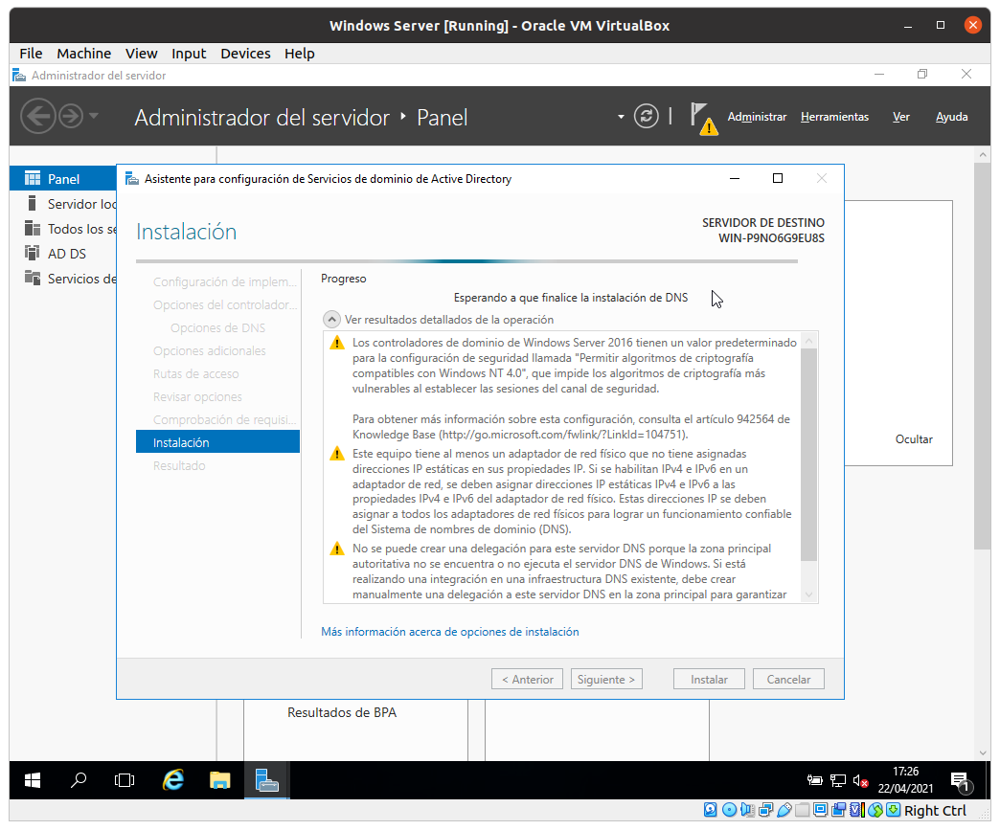 Windows Server [Running] - Oracle VM VirtualBox
File Machine View Input Devices Help
Administrador del servidor
Administrador del servidor ‣ Panel
Administrar Herramientas Ver Ayuda
Panel
Servidor loc
Todos los se
AD DS
Servicios de
Asistente para configuración de Servicios de dominio de Active Directory
Instalación
SERVIDOR DE DESTINO
WIN-P9NO6G9EU8S
Configuración de implem...
Opciones del controlador...
Opciones de DNS
Opciones adicionales
Rutas de acceso
Revisar opciones
Comprobación de requisi...
Instalación
Resultado
Progreso
Esperando a que finalice la instalación de DNS
Ver resultados detallados de la operación
Los controladores de dominio de Windows Server 2016 tienen un valor predeterminado
para la configuración de seguridad llamada "Permitir algoritmos de criptografía
compatibles con Windows NT 4.0", que impide los algoritmos de criptografía más
vulnerables al establecer las sesiones del canal de seguridad.
Para obtener más información sobre esta configuración, consulta el artículo 942564 de
Knowledge Base (http://go.microsoft.com/fwlink/?LinkId=104751).
Este equipo tiene al menos un adaptador de red físico que no tiene asignadas
direcciones IP estáticas en sus propiedades IP. Si se habilitan IPv4 e IPv6 en un
adaptador de red, se deben asignar direcciones IP estáticas IPv4 e IPv6 a las
propiedades IPv4 e IPv6 del adaptador de red físico. Estas direcciones IP se deben
asignar a todos los adaptadores de red físicos para lograr un funcionamiento confiable
del Sistema de nombres de dominio (DNS).
No se puede crear una delegación para este servidor DNS porque la zona principal
autoritativa no se encuentra o no ejecuta el servidor DNS de Windows. Si está
realizando una integración en una infraestructura DNS existente, debe crear
manualmente una delegación a este servidor DNS en la zona principal para garantizar
Más información acerca de opciones de instalación
< Anterior Siguiente > Instalar Cancelar
Ocultar
Resultados de BPA
17:26
22/04/2021
1
Right Ctrl